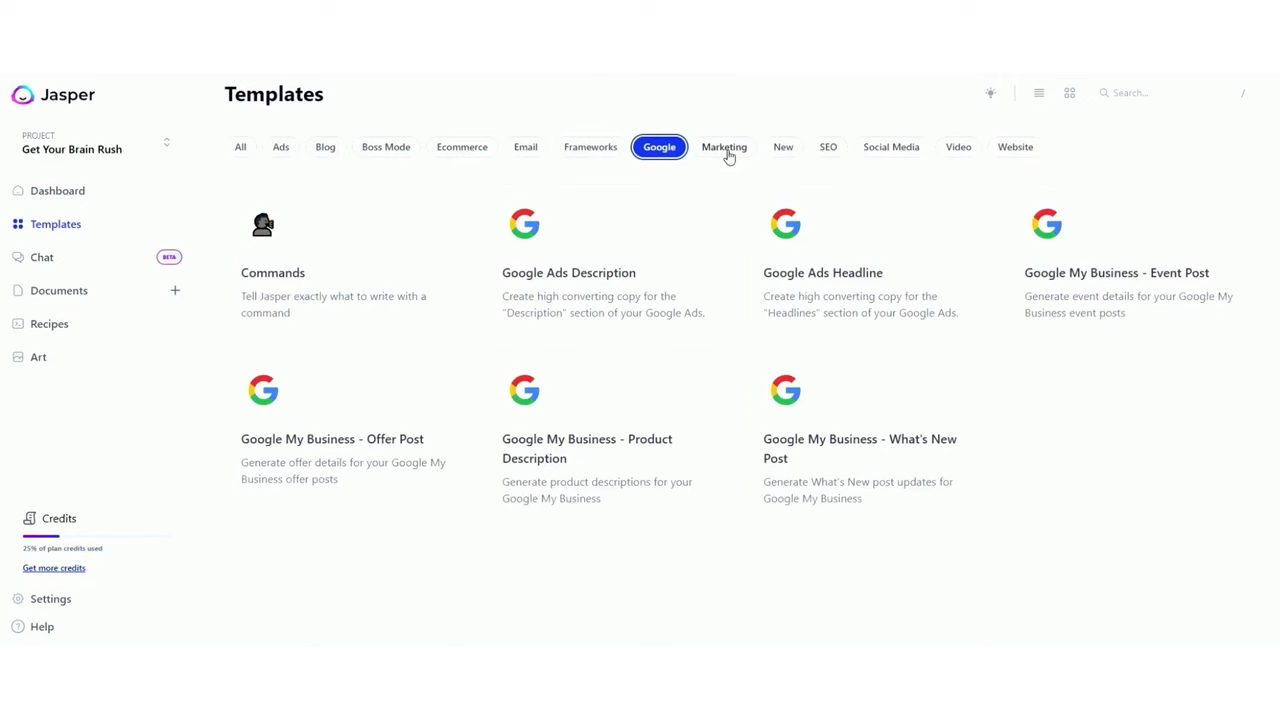 Jasper
Templates
Search...
/
PROJECT
Get Your Brain Rush
All
Ads
Blog
Boss Mode
Ecommerce
Email
Frameworks
Google
Marketing
New
SEO
Social Media
Video
Website
Dashboard
Templates
Chat
BETA
Documents
Recipes
Art
Commands
Tell Jasper exactly what to write with a
command
Google Ads Description
Create high converting copy for the
"Description" section of your Google Ads.
Google Ads Headline
Create high converting copy for the
"Headlines" section of your Google Ads.
Google My Business - Event Post
Generate event details for your Google My
Business event posts
Google My Business - Offer Post
Generate offer details for your Google My
Business offer posts
Google My Business - Product
Description
Generate product descriptions for your
Google My Business
Google My Business - What's New
Post
Generate What's New post updates for
Google My Business
Credits
25% of plan credits used
Get more credits
Settings
Help